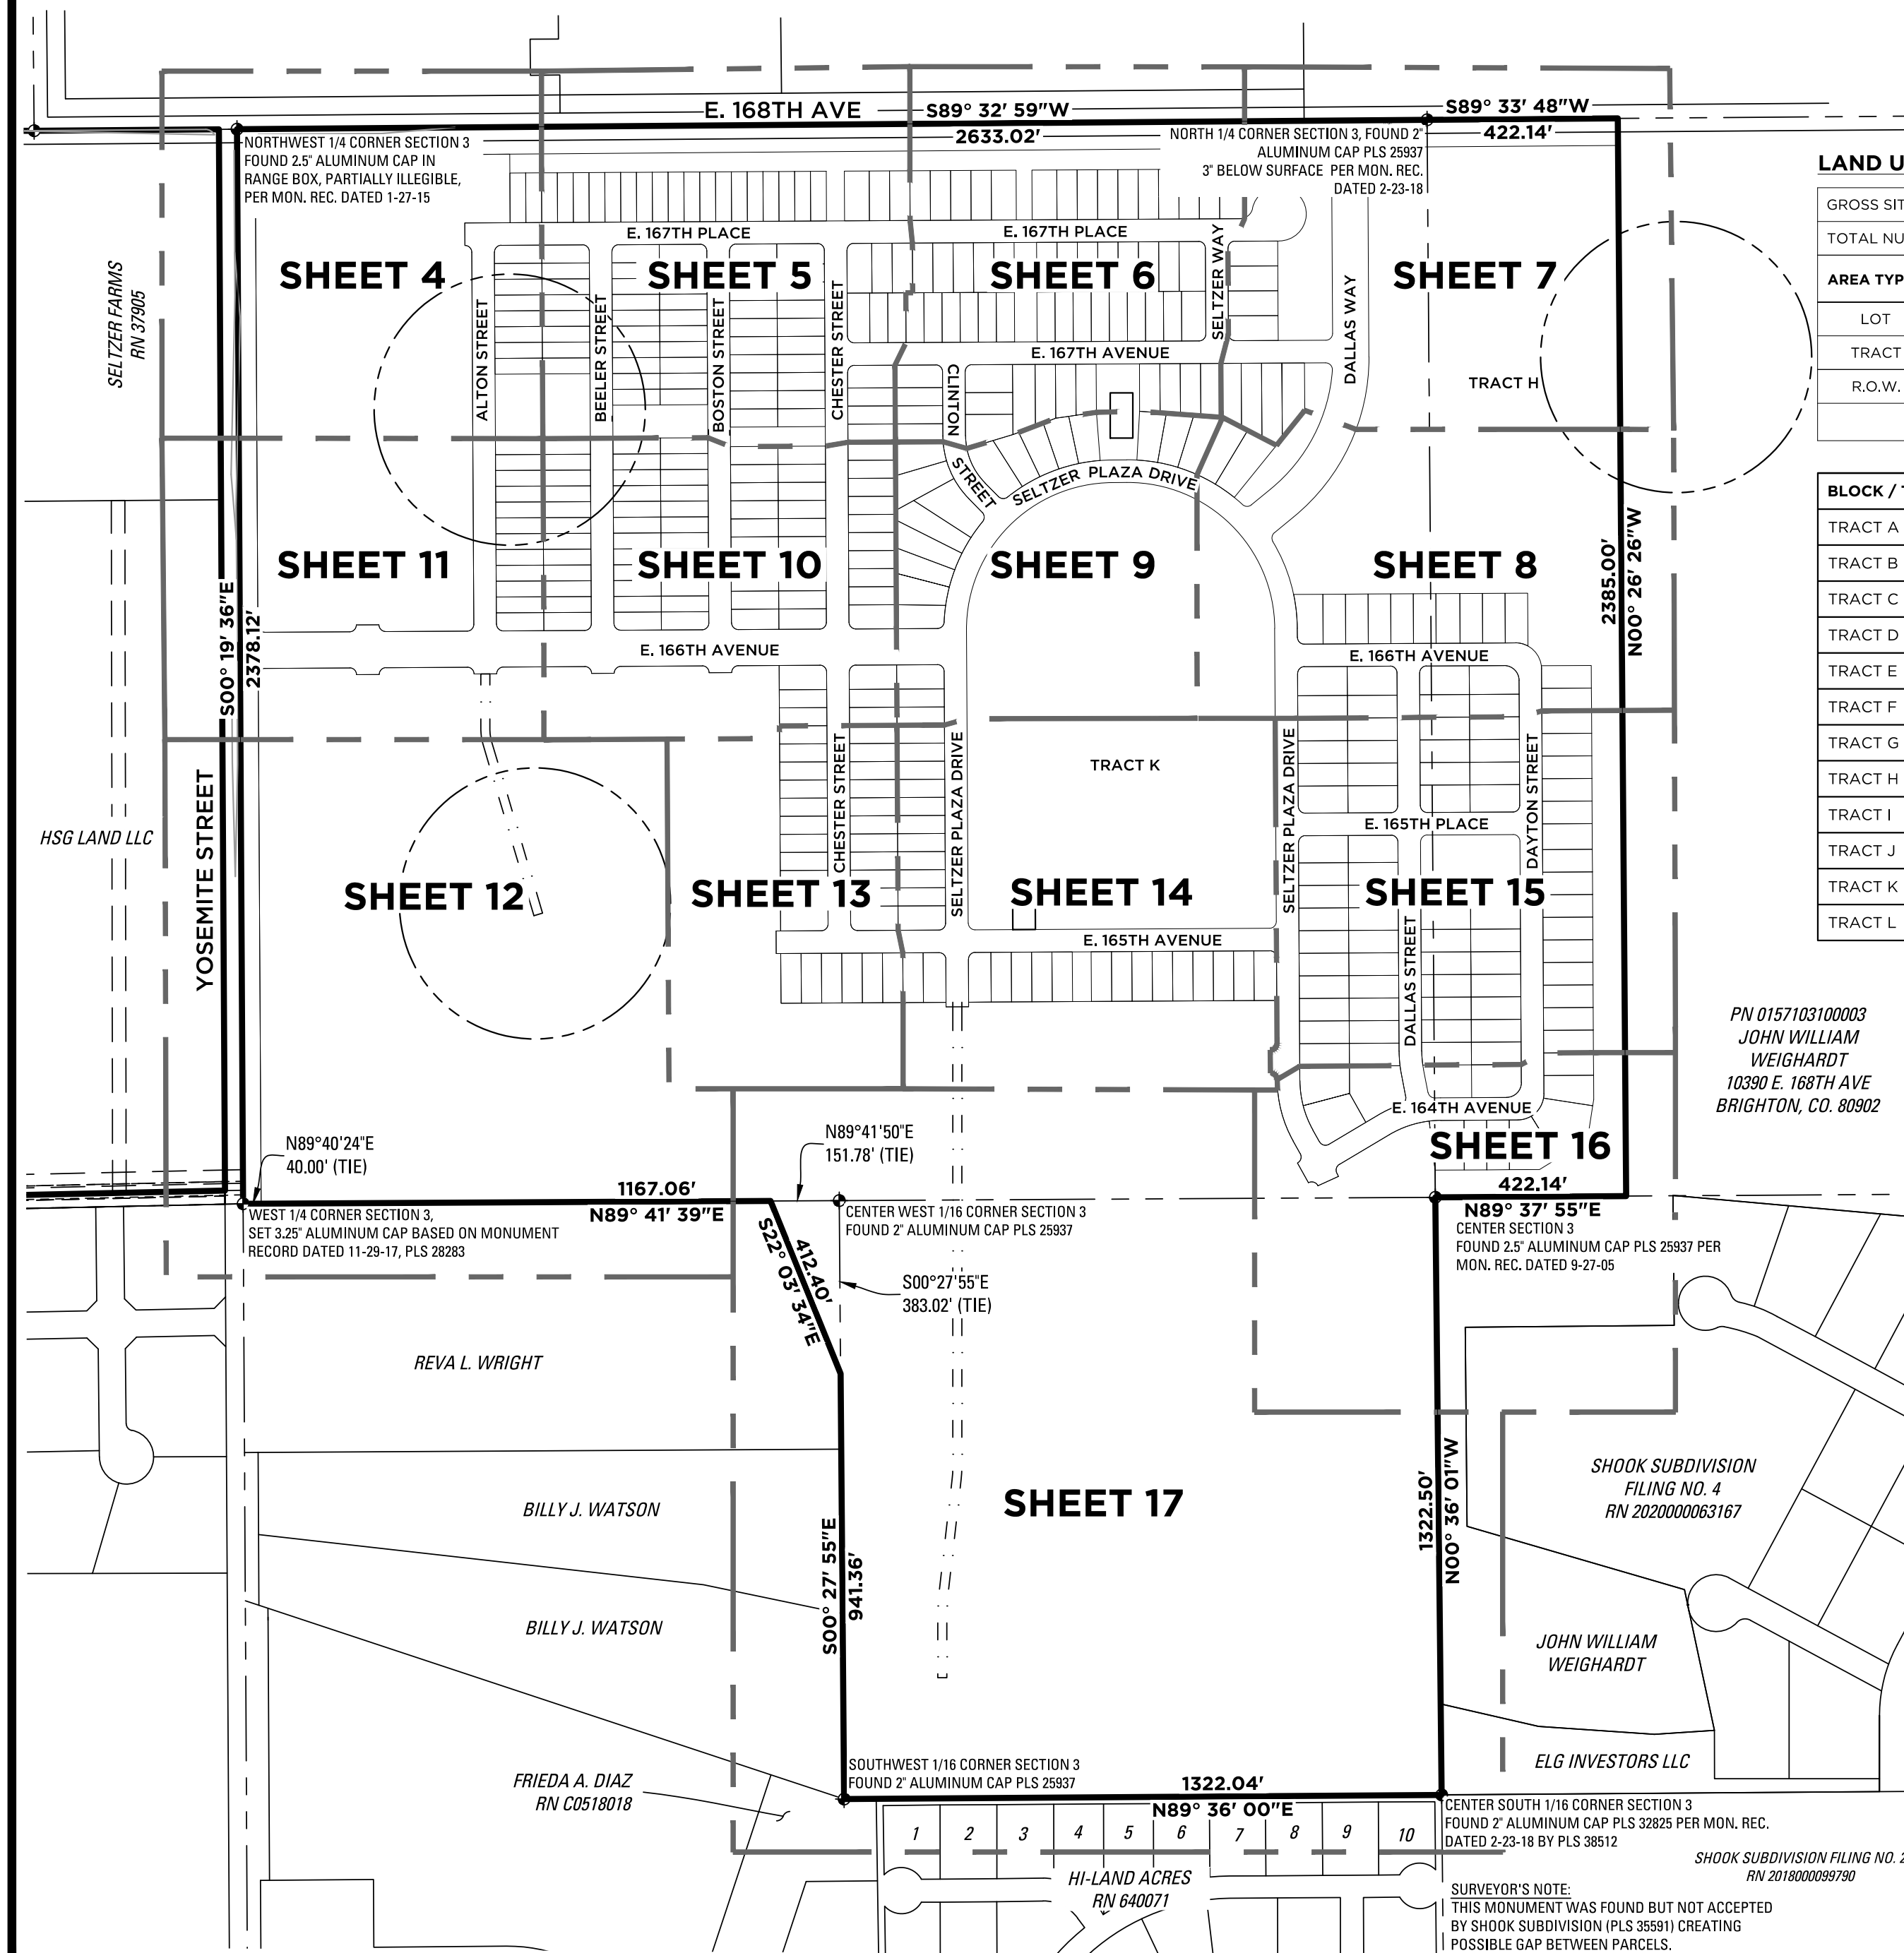 E. 168TH AVE
S89° 32' 59"W
2633.02'
S89° 33' 48"W
422.14'
NORTHWEST 1/4 CORNER SECTION 3
FOUND 2.5" ALUMINUM CAP IN
RANGE BOX, PARTIALLY ILLEGIBLE,
PER MON. REC. DATED 1-27-15
NORTH 1/4 CORNER SECTION 3, FOUND 2"
ALUMINUM CAP PLS 25937
3" BELOW SURFACE PER MON. REC.
DATED 2-23-18
LAND U
GROSS SIT
TOTAL NU
AREA TYP
LOT
TRACT
R.O.W.
E. 167TH PLACE
E. 167TH PLACE
SELTZER FARMS
RN 37905
SHEET 4
SHEET 5
SHEET 6
SHEET 7
ALTON STREET
BEELER STREET
BOSTON STREET
CHESTER STREET
SELTZER WAY
DALLAS WAY
E. 167TH AVENUE
TRACT H
CLINTON
STREET
SELTZER PLAZA DRIVE
BLOCK / T
TRACT A
TRACT B
TRACT C
TRACT D
TRACT E
TRACT F
TRACT G
TRACT H
TRACT I
TRACT J
TRACT K
TRACT L
SHEET 11
SHEET 10
SHEET 9
SHEET 8
2385.00'
N00° 26' 26"W
S00° 19' 36"E
2378.12'
E. 166TH AVENUE
E. 166TH AVENUE
HSG LAND LLC
YOSEMITE STREET
CHESTER STREET
SELTZER PLAZA DRIVE
TRACT K
SELTZER PLAZA DRIVE
DAYTON STREET
E. 165TH PLACE
SHEET 12
SHEET 13
SHEET 14
SHEET 15
E. 165TH AVENUE
DALLAS STREET
PN 0157103100003
JOHN WILLIAM
WEIGHARDT
10390 E. 168TH AVE
BRIGHTON, CO. 80902
E. 164TH AVENUE
SHEET 16
N89°40'24"E
40.00' (TIE)
N89°41'50"E
151.78' (TIE)
1167.06'
N89° 41' 39"E
422.14'
N89° 37' 55"E
WEST 1/4 CORNER SECTION 3,
SET 3.25" ALUMINUM CAP BASED ON MONUMENT
RECORD DATED 11-29-17, PLS 28283
CENTER WEST 1/16 CORNER SECTION 3
FOUND 2" ALUMINUM CAP PLS 25937
CENTER SECTION 3
FOUND 2.5" ALUMINUM CAP PLS 25937 PER
MON. REC. DATED 9-27-05
412.40'
S22° 03' 34"E
S00°27'55"E
383.02' (TIE)
REVA L. WRIGHT
BILLY J. WATSON
BILLY J. WATSON
S00° 27' 55"E
941.36'
SHEET 17
1322.50'
N00° 36' 01"W
SHOOK SUBDIVISION
FILING NO. 4
RN 2020000063167
JOHN WILLIAM
WEIGHARDT
ELG INVESTORS LLC
FRIEDA A. DIAZ
RN C0518018
SOUTHWEST 1/16 CORNER SECTION 3
FOUND 2" ALUMINUM CAP PLS 25937
1322.04'
N89° 36' 00"E
CENTER SOUTH 1/16 CORNER SECTION 3
FOUND 2" ALUMINUM CAP PLS 32825 PER MON. REC.
DATED 2-23-18 BY PLS 38512
1 2 3 4 5 6 7 8 9 10
HI-LAND ACRES
RN 640071
SHOOK SUBDIVISION FILING NO. 2
RN 2018000099790
SURVEYOR'S NOTE:
THIS MONUMENT WAS FOUND BUT NOT ACCEPTED
BY SHOOK SUBDIVISION (PLS 35591) CREATING
POSSIBLE GAP BETWEEN PARCELS.